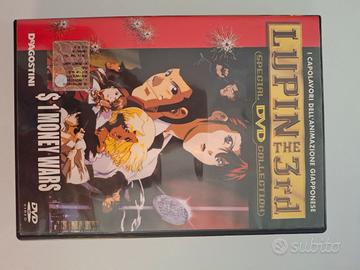 I CAPOLAVORI DELL'ANIMAZIONE GIAPPONESE
LUPIN THE 3rd
(SPECIAL DVD COLLECTION)
$1 MONEY WARS
DeAGOSTINI
DVD
VIDEO
subito